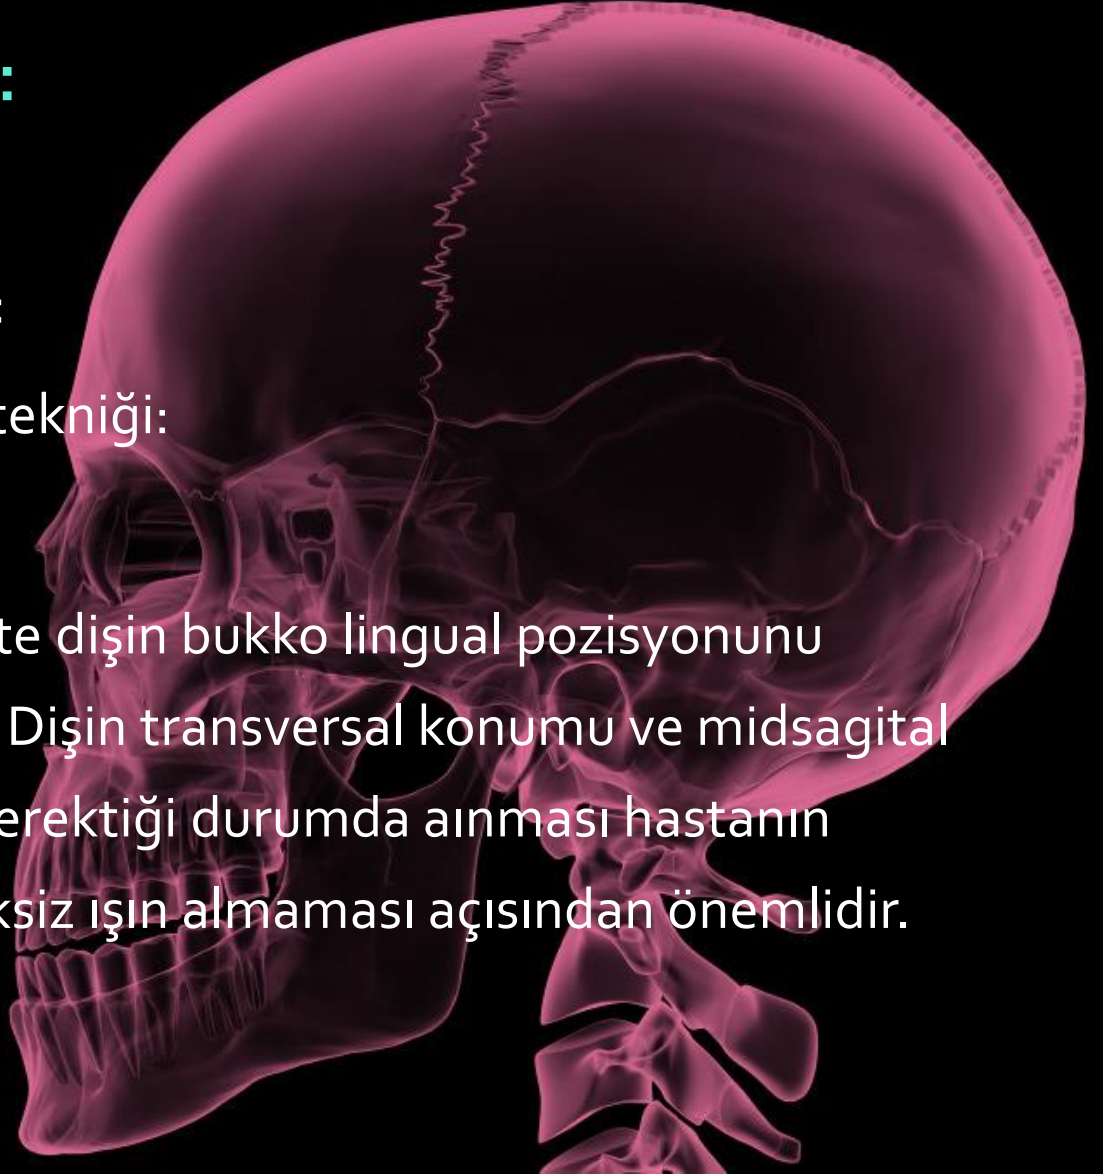 :
:
tekniği:
te dişin bukko lingual pozisyonunu
Dişin transversal konumu ve midsagital
erektiği durumda aınması hastanın
ksiz ışın almaması açısından önemlidir.